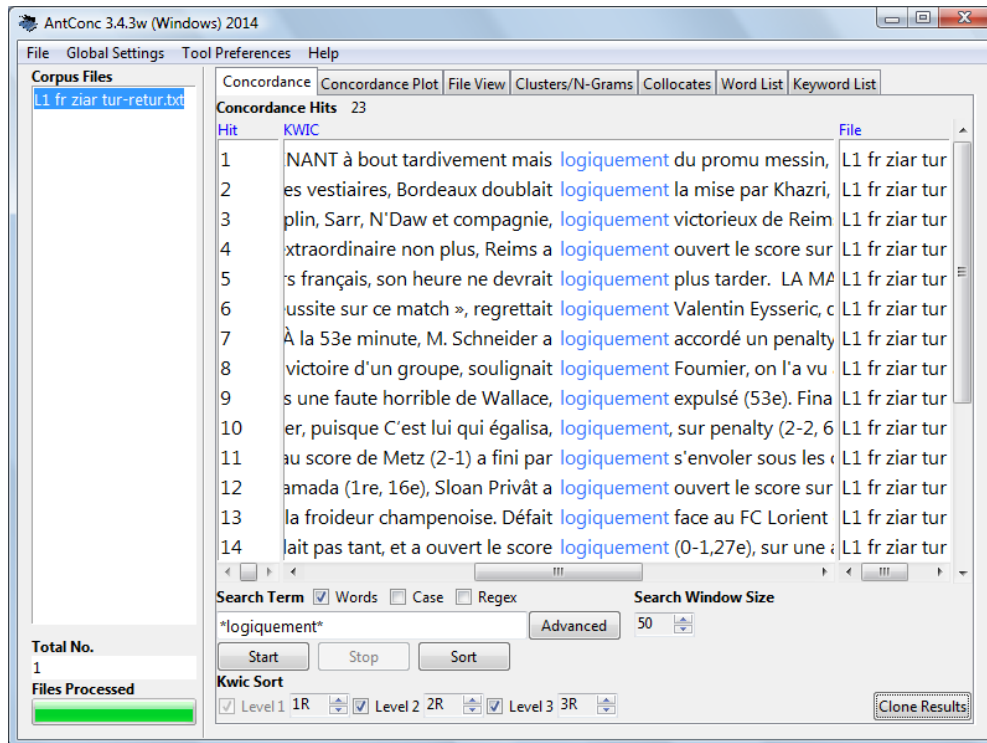 AntConc 3.4.3w (Windows) 2014
File Global Settings Tool Preferences Help
Corpus Files
L1 fr ziar tur-retur.txt
Concordance Concordance Plot File View Clusters/N-Grams Collocates Word List Keyword List
Concordance Hits 23
Hit KWIC File
1 NANT à bout tardivement mais logiquement du promu messin, L1 fr ziar tur
2 es vestiaires, Bordeaux doublait logiquement la mise par Khazri, L1 fr ziar tur
3 plin, Sarr, N'Daw et compagnie, logiquement victorieux de Reim L1 fr ziar tur
4 xtraordinaire non plus, Reims a logiquement ouvert le score sur L1 fr ziar tur
5 s français, son heure ne devrait logiquement plus tarder. LA MA L1 fr ziar tur
6 eussite sur ce match », regrettait logiquement Valentin Eysseric, c L1 fr ziar tur
7 À la 53e minute, M. Schneider a logiquement accordé un penalty L1 fr ziar tur
8 victoire d'un groupe, soulignait logiquement Foumier, on l'a vu L1 fr ziar tur
9 s une faute horrible de Wallace, logiquement expulsé (53e). Fina L1 fr ziar tur
10 er, puisque C'est lui qui égalisa, logiquement, sur penalty (2-2, 6 L1 fr ziar tur
11 au score de Metz (2-1) a fini par logiquement s'envoler sous les L1 fr ziar tur
12 amada (1re, 16e), Sloan Privât a logiquement ouvert le score sur L1 fr ziar tur
13 la froideur champenoise. Défait logiquement face au FC Lorient L1 fr ziar tur
14 lait pas tant, et a ouvert le score logiquement (0-1,27e), sur une L1 fr ziar tur
Search Term Words Case Regex Search Window Size
*logiquement* Advanced 50
Total No.
1
Start Stop Sort
Files Processed
Kwic Sort
Level 1 1R Level 2 2R Level 3 3R Clone Results